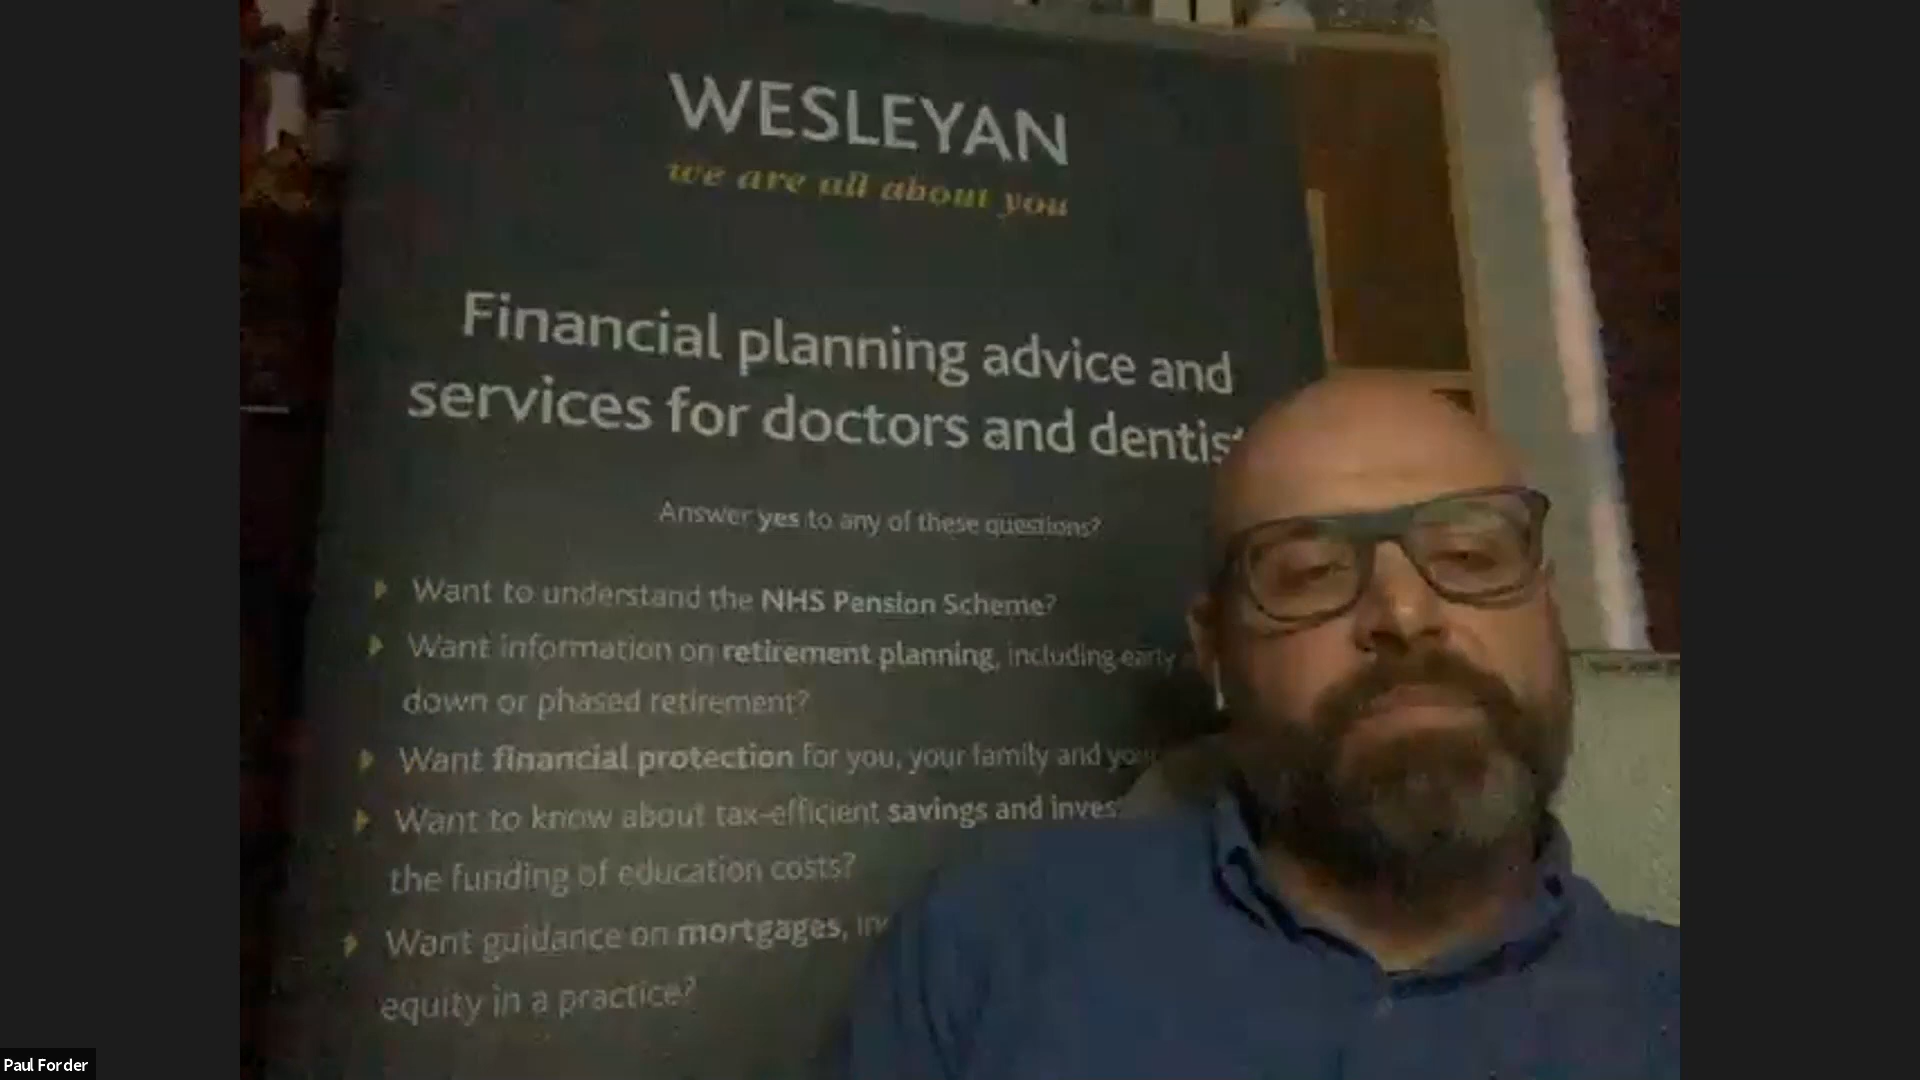 WESLEYAN
we are all about you
Financial planning advice and
services for doctors and
Answer yes to any of these questions?
Want to understand the NHS Pension Scheme?
Want information on retirement planning, including early
down or phased retirement?
Want financial protection for you, your family and
Want to know about tax-efficient savings and
the funding of education costs?
Want guidance on mortgages,
equity in a practice?
Paul Forder